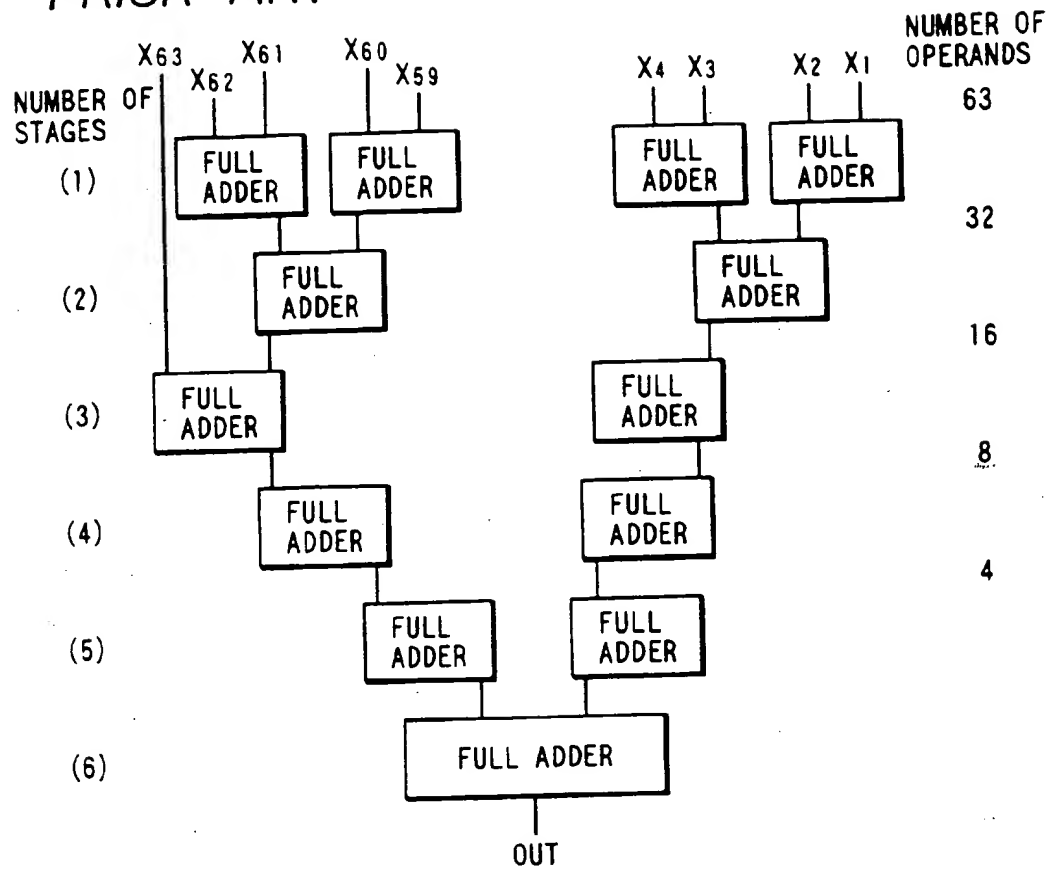 PRIOR ART
NUMBER OF
OPERANDS
X63 X62 X61 X60 X59 X4 X3 X2 X1
63
NUMBER OF
STAGES
(1)
FULL
ADDER
FULL
ADDER
FULL
ADDER
FULL
ADDER
32
(2)
FULL
ADDER
FULL
ADDER
16
(3)
FULL
ADDER
FULL
ADDER
8
(4)
FULL
ADDER
FULL
ADDER
4
(5)
FULL
ADDER
FULL
ADDER
(6)
FULL ADDER
OUT